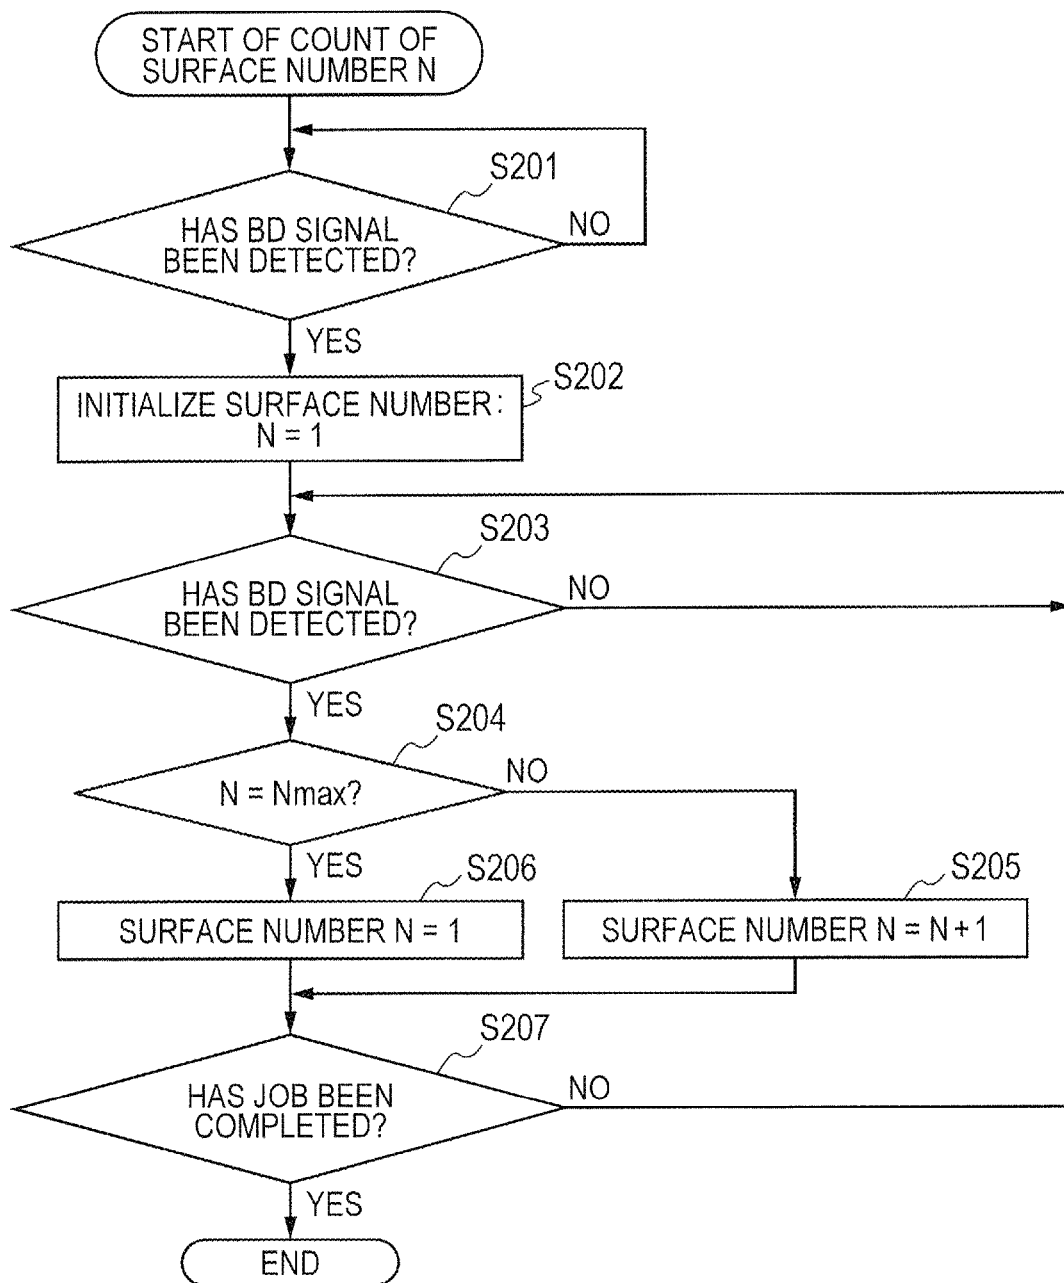 START OF COUNT OF
SURFACE NUMBER N
S201
HAS BD SIGNAL
BEEN DETECTED?
NO
YES
S202
INITIALIZE SURFACE NUMBER:
N = 1
S203
HAS BD SIGNAL
BEEN DETECTED?
NO
YES
S204
N = Nmax?
NO
YES
S206
SURFACE NUMBER N = 1
S205
SURFACE NUMBER N = N + 1
S207
HAS JOB BEEN
COMPLETED?
NO
YES
END